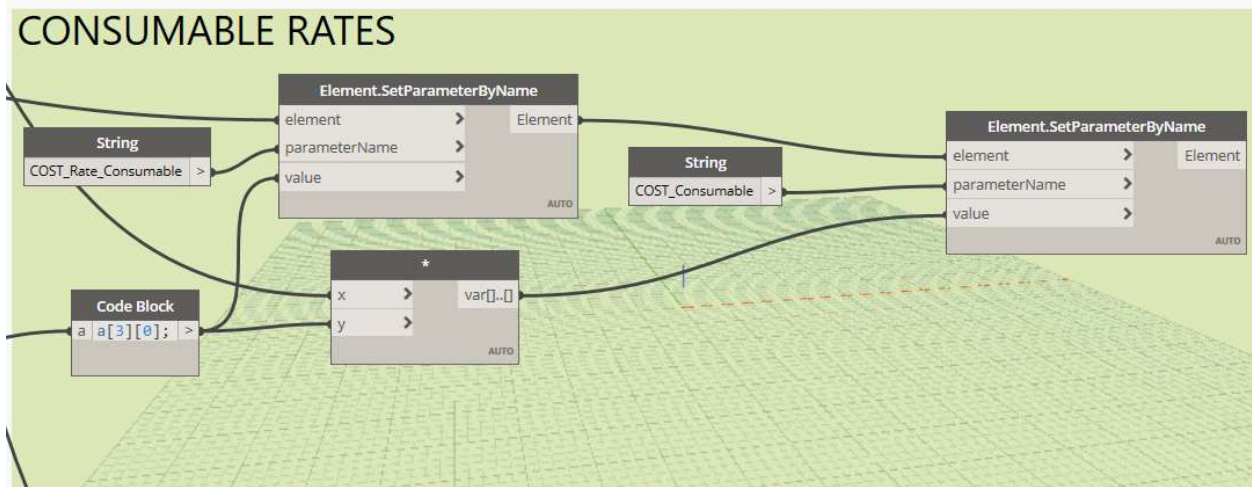 CONSUMABLE RATES
Element.SetParameterByName
element > Element
parameterName >
value >
AUTO
String
COST_Rate_Consumable >
*
x > var[]..[]
y >
AUTO
Code Block
a a[3][0]; >
String
COST_Consumable >
Element.SetParameterByName
element > Element
parameterName >
value >
AUTO